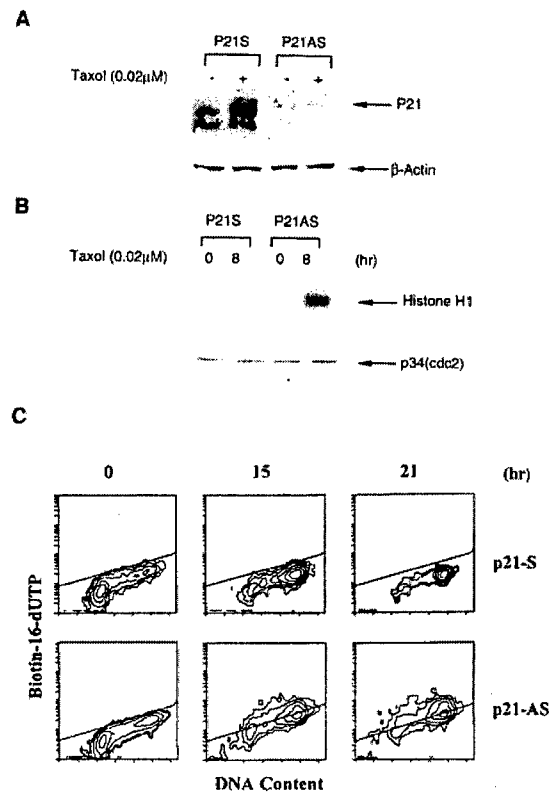 A
P21S P21AS
Taxol (0.02μM) - + - +
P21
β-Actin
B
P21S P21AS
Taxol (0.02μM) 0 8 0 8 (hr)
Histone H1
p34(cdc2)
C
0 15 21 (hr)
Biotin-16-dUTP
p21-S
p21-AS
DNA Content